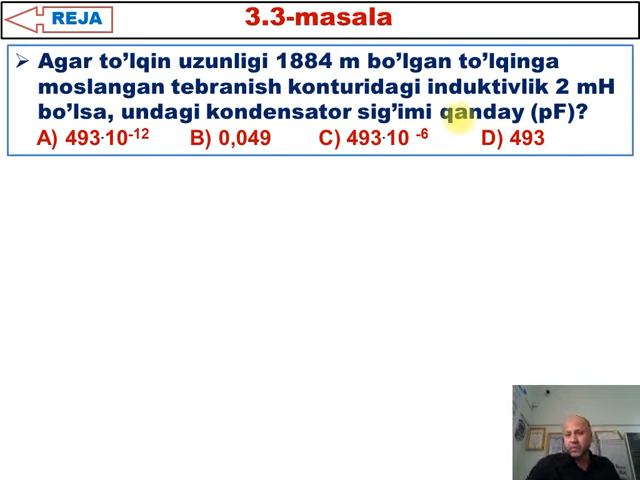 REJA
3.3-masala
➢ Agar to’lqin uzunligi 1884 m bo’lgan to’lqinga
moslangan tebranish konturidagi induktivlik 2 mH
bo’lsa, undagi kondensator sig’imi qanday (pF)?
A) 493·10⁻¹² B) 0,049 C) 493·10 ⁻⁶ D) 493